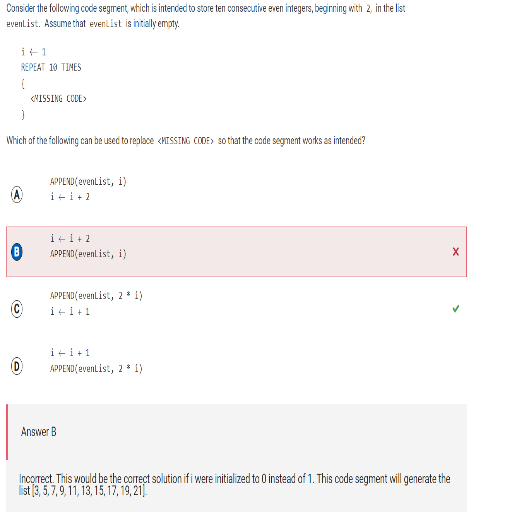 Consider the following code segment, which is intended to store ten consecutive even integers, beginning with 2, in the list
evenList. Assume that evenList is initially empty.
i ← 1
REPEAT 10 TIMES
{
<MISSING CODE>
}
Which of the following can be used to replace <MISSING CODE> so that the code segment works as intended?
A
APPEND(evenList, i)
i ← i + 2
B
i ← i + 2
APPEND(evenList, i)
C
APPEND(evenList, 2 * i)
i ← i + 1
D
i ← i + 1
APPEND(evenList, 2 * i)
Answer B
Incorrect. This would be the correct solution if i were initialized to 0 instead of 1. This code segment will generate the
list [3, 5, 7, 9, 11, 13, 15, 17, 19, 21].